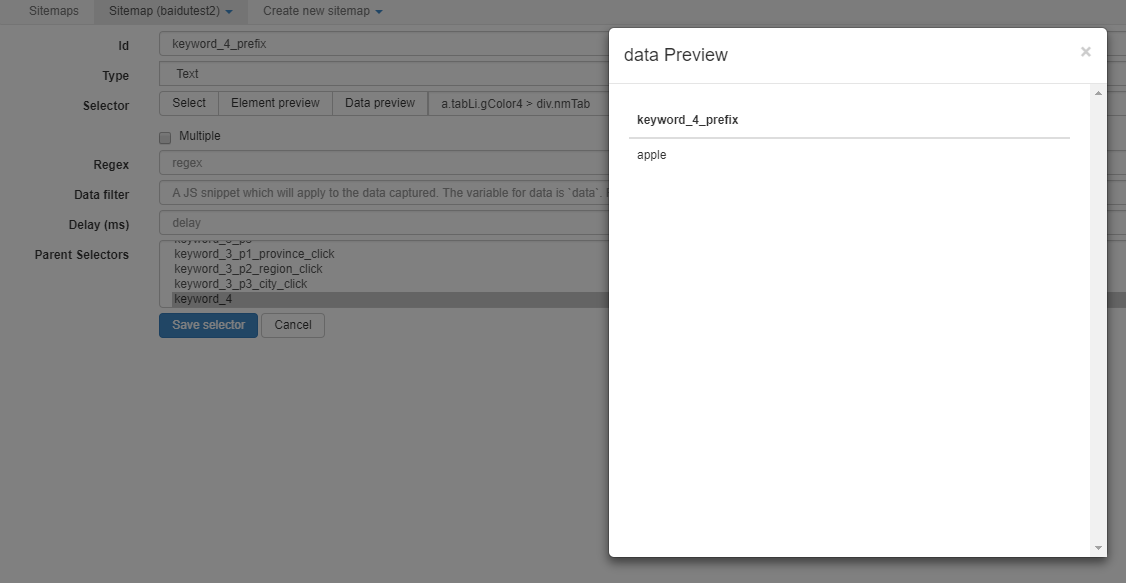 Sitemaps Sitemap (baidutest2) Create new sitemap
Id keyword_4_prefix
Type Text
Selector Select Element preview Data preview a.tabLi.gColor4 > div.nmTab
Multiple
Regex regex
Data filter A JS snippet which will apply to the data captured. The variable for data is `data`.
Delay (ms) delay
Parent Selectors
keyword_3_p1_province_click
keyword_3_p2_region_click
keyword_3_p3_city_click
keyword_4
Save selector Cancel
data Preview ×
keyword_4_prefix
apple